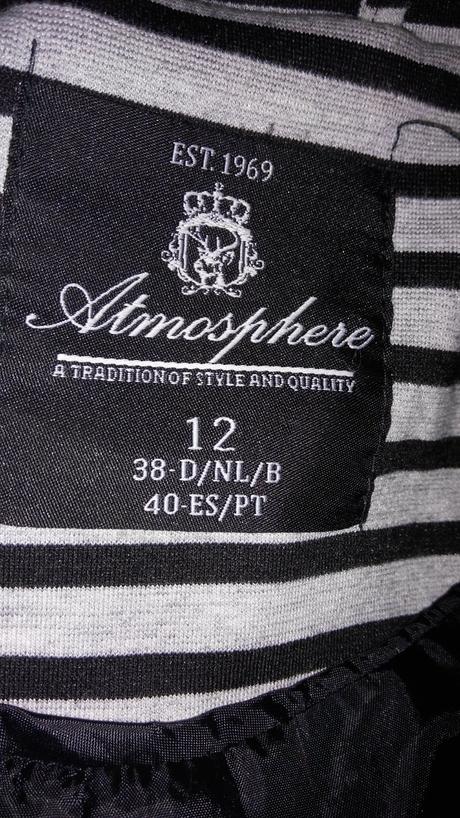 EST. 1969
Atmosphere
A TRADITION OF STYLE AND QUALITY
12
38-D/NL/B
40-ES/PT